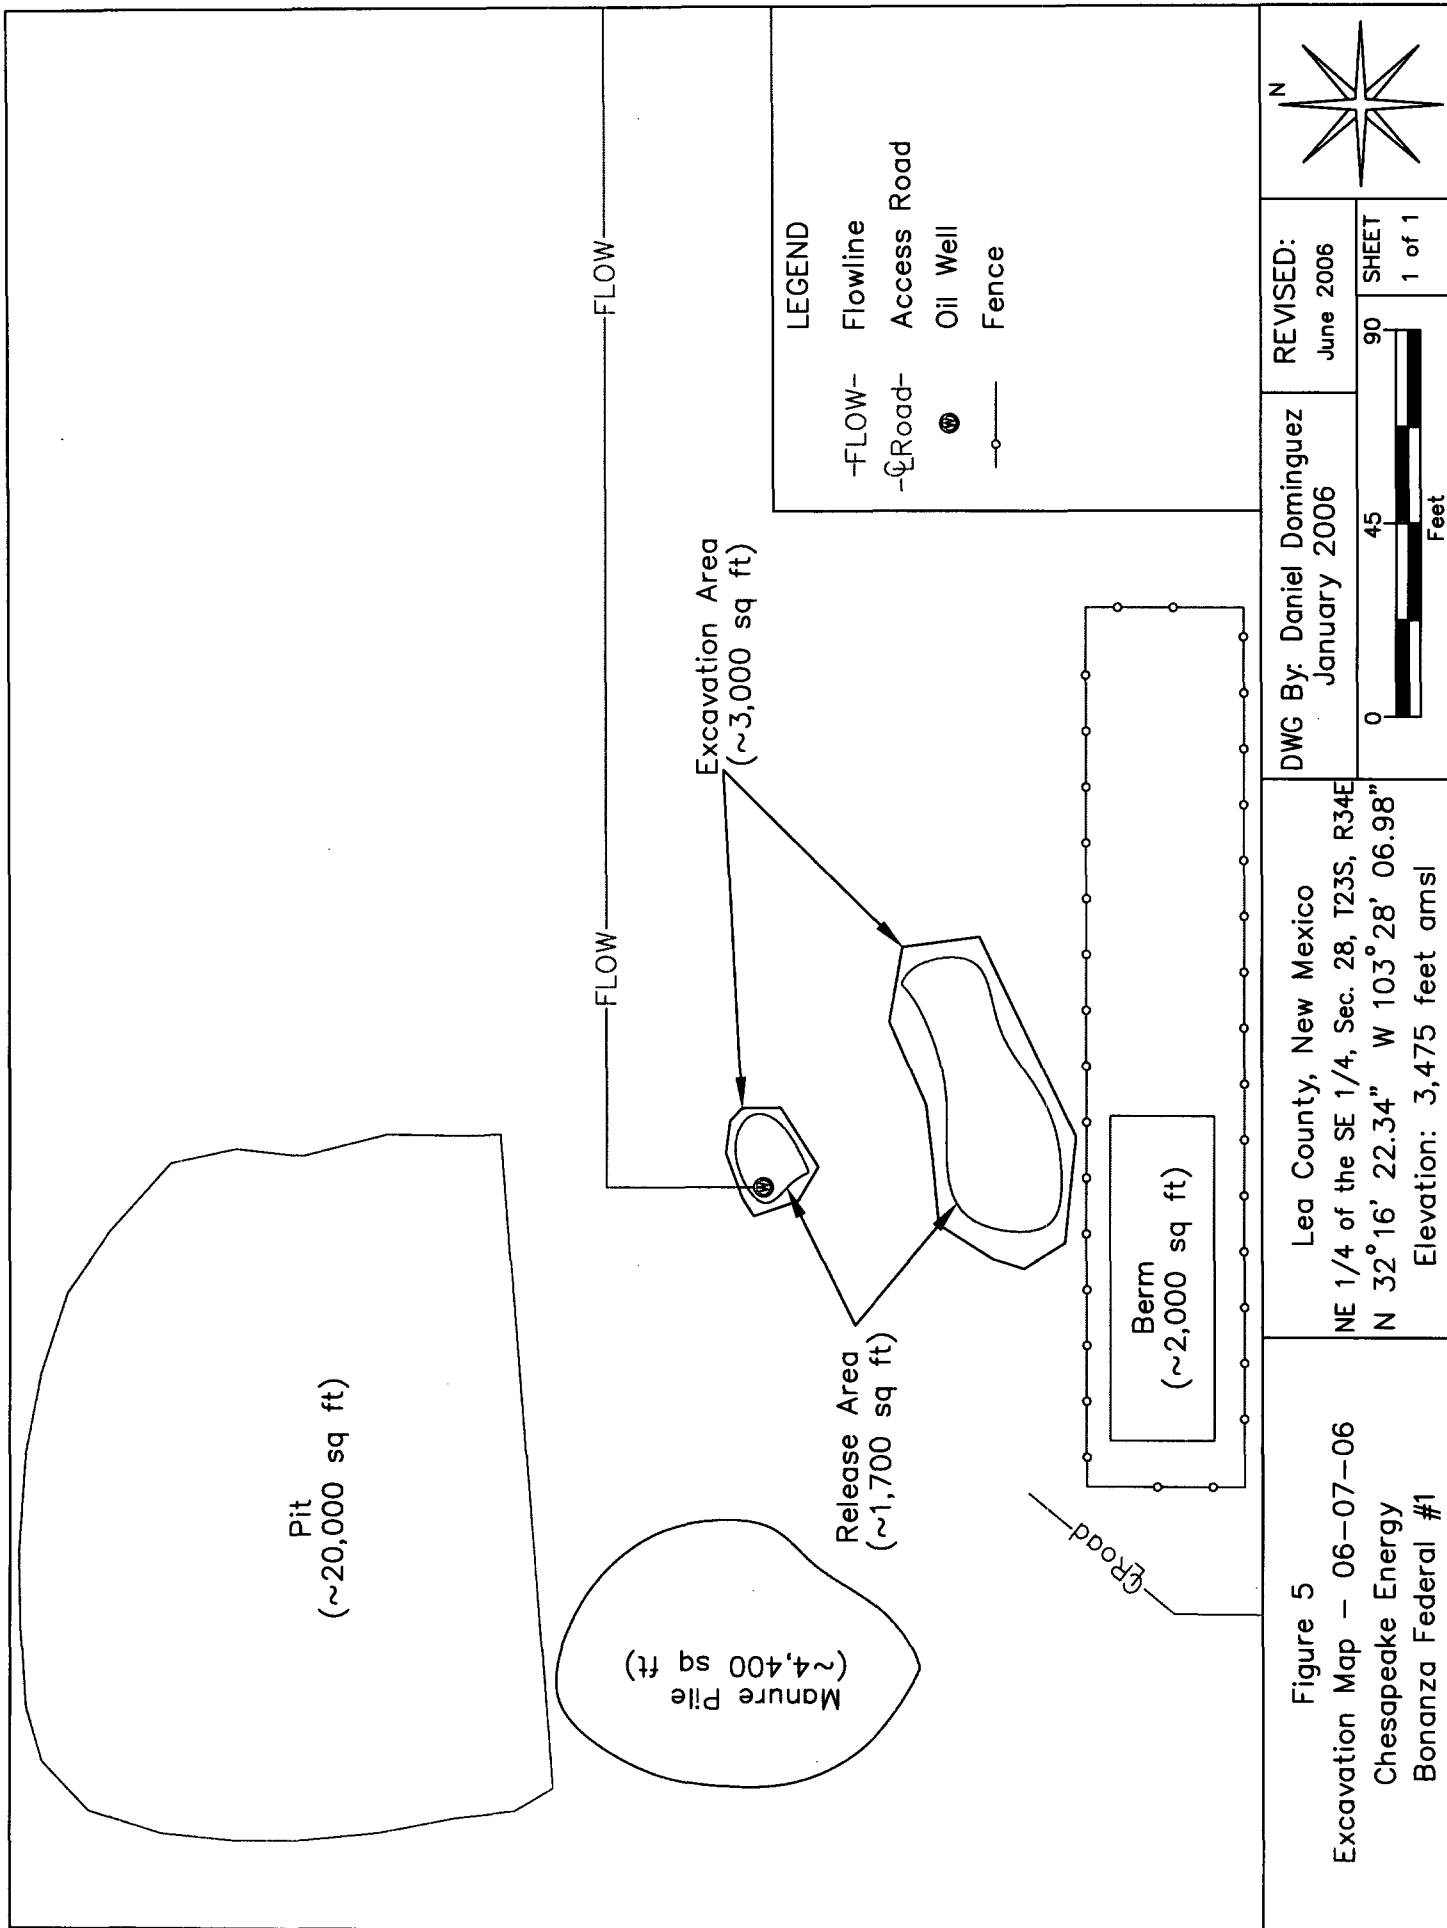 Pit
(~20,000 sq ft)
Manure Pile
(~4,400 sq ft)
FLOW
FLOW
Excavation Area
(~3,000 sq ft)
Release Area
(~1,700 sq ft)
W
Berm
(~2,000 sq ft)
℄Road
LEGEND
-FLOW- Flowline
-℄Road- Access Road
W Oil Well
Fence
Figure 5
Excavation Map - 06-07-06
Chesapeake Energy
Bonanza Federal #1
Lea County, New Mexico
NE 1/4 of the SE 1/4, Sec. 28, T23S, R34E
N 32°16' 22.34" W 103°28' 06.98"
Elevation: 3,475 feet amsl
DWG By: Daniel Dominguez
January 2006
REVISED:
June 2006
0 45 90
Feet
SHEET
1 of 1
N